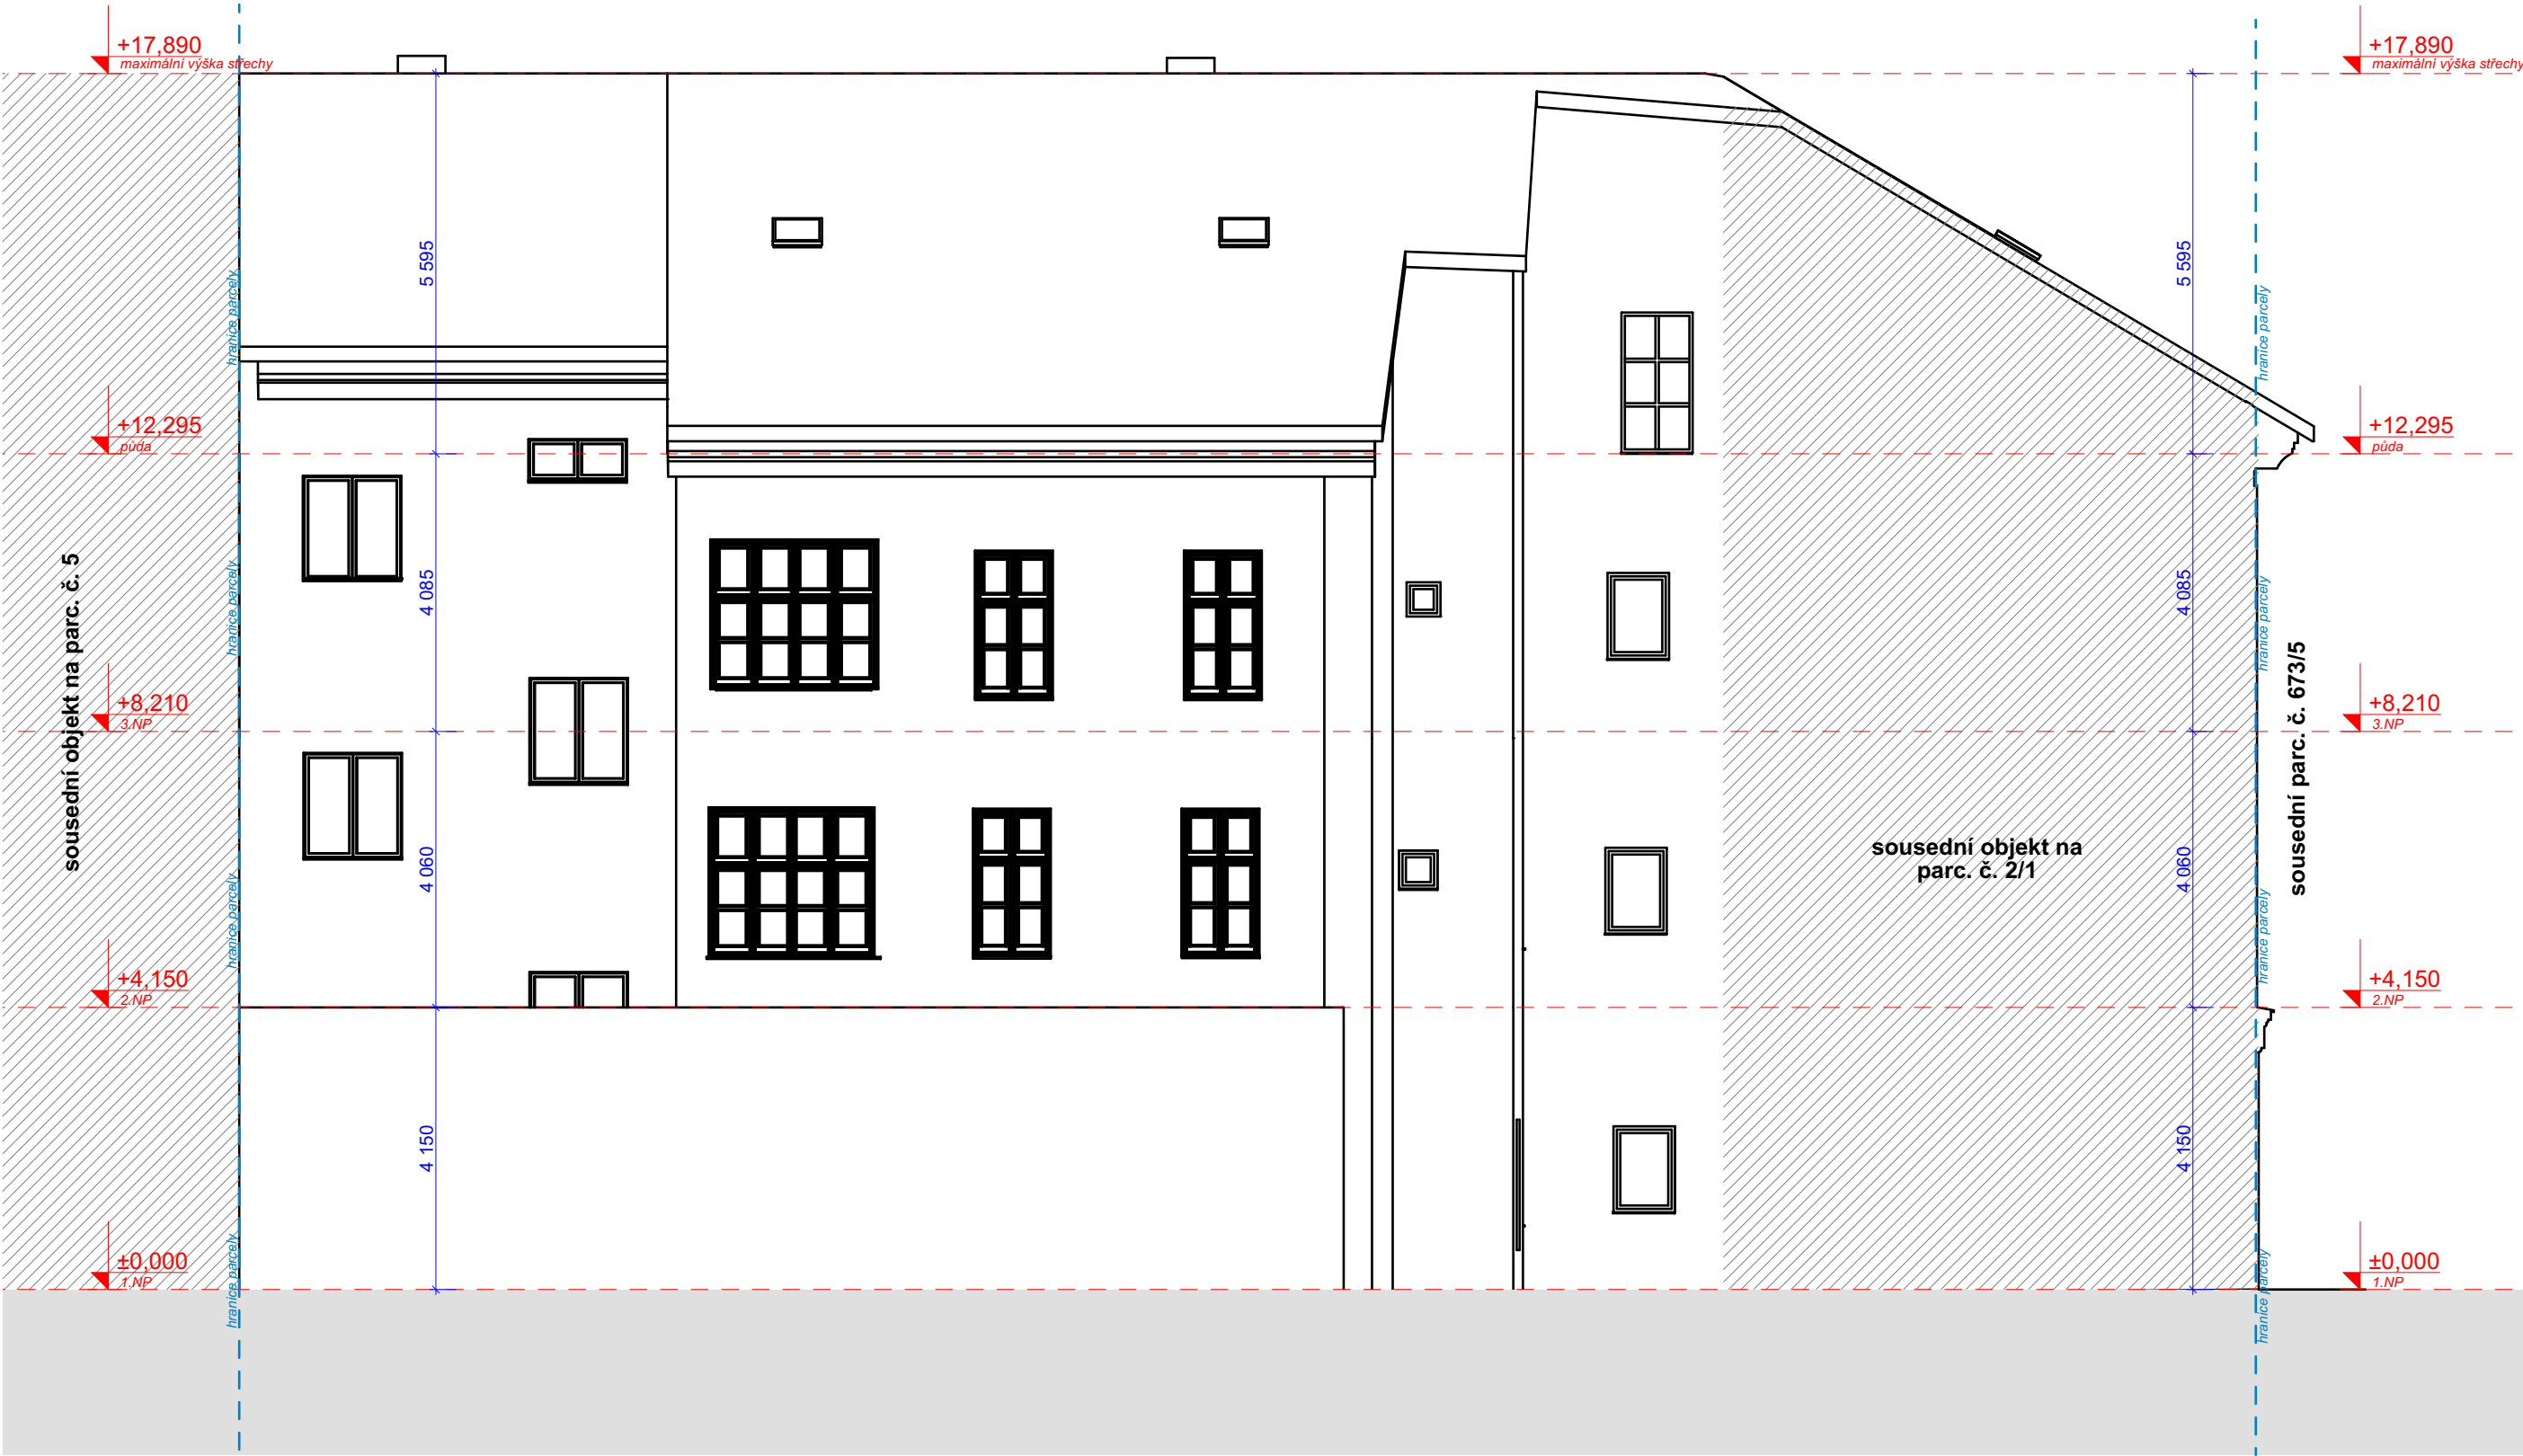 +17,890
maximální výška střechy
+17,890
maximální výška střechy
5 595
5 595
hranice parcely
hranice parcely
+12,295
půda
+12,295
půda
4 085
4 085
hranice parcely
hranice parcely
sousední objekt na parc. č. 5
sousední parc. č. 673/5
+8,210
3.NP
+8,210
3.NP
4 060
4 060
sousední objekt na
parc. č. 2/1
hranice parcely
hranice parcely
+4,150
2.NP
+4,150
2.NP
4 150
4 150
±0,000
1.NP
±0,000
1.NP
hranice parcely
hranice parcely